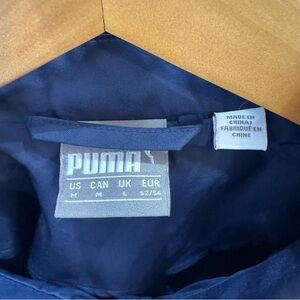 MADE IN
CHINA/
FABRIQUÉ EN
CHINE
PUMA
US CAN UK EUR
M M L 52/54